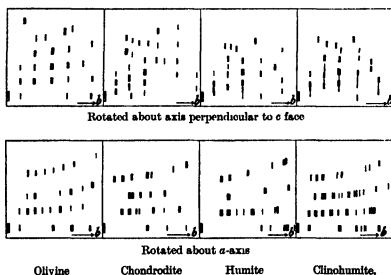 b b b b
Rotated about axis perpendicular to c face
b b b b
Rotated about a-axis
Olivine Chondrodite Humite Clinohumite.